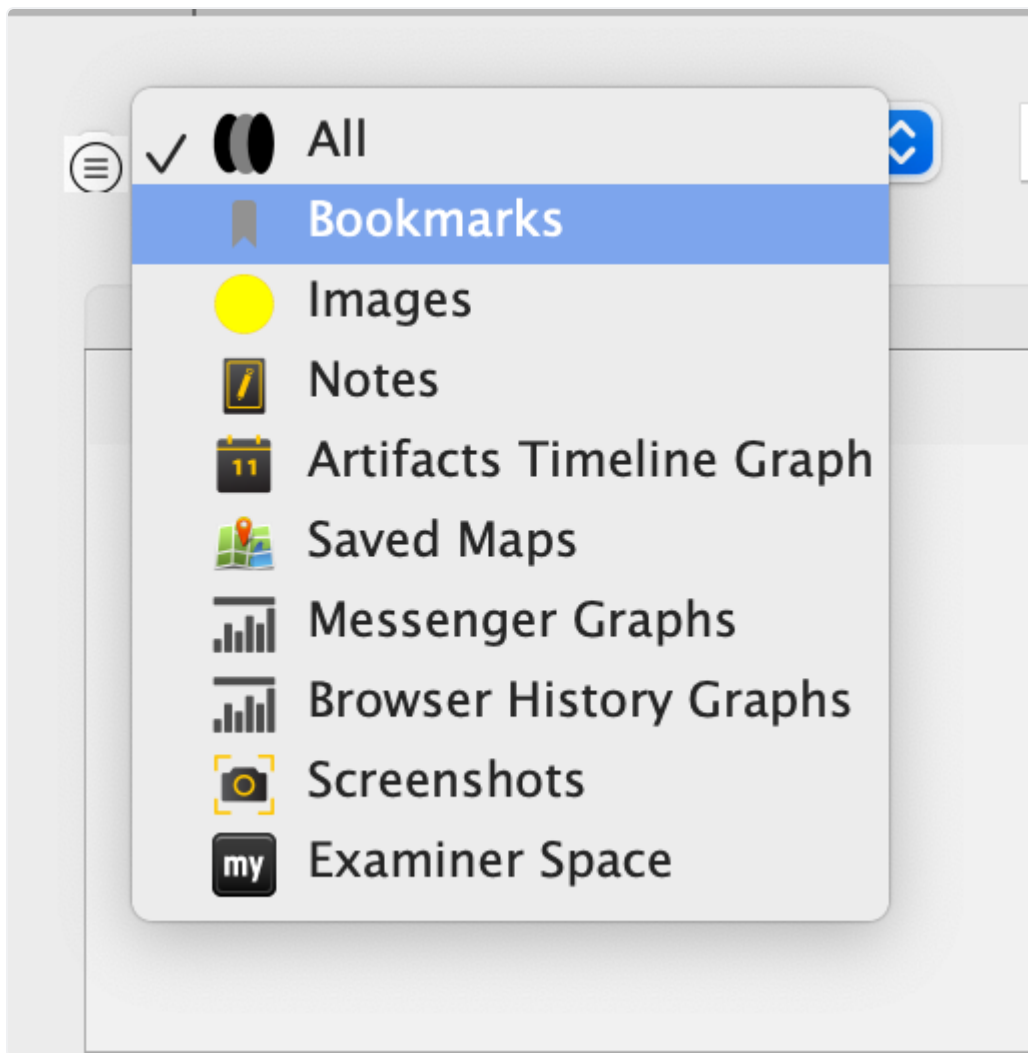 All
Bookmarks
Images
Notes
11
Artifacts Timeline Graph
Saved Maps
Messenger Graphs
Browser History Graphs
Screenshots
my
Examiner Space